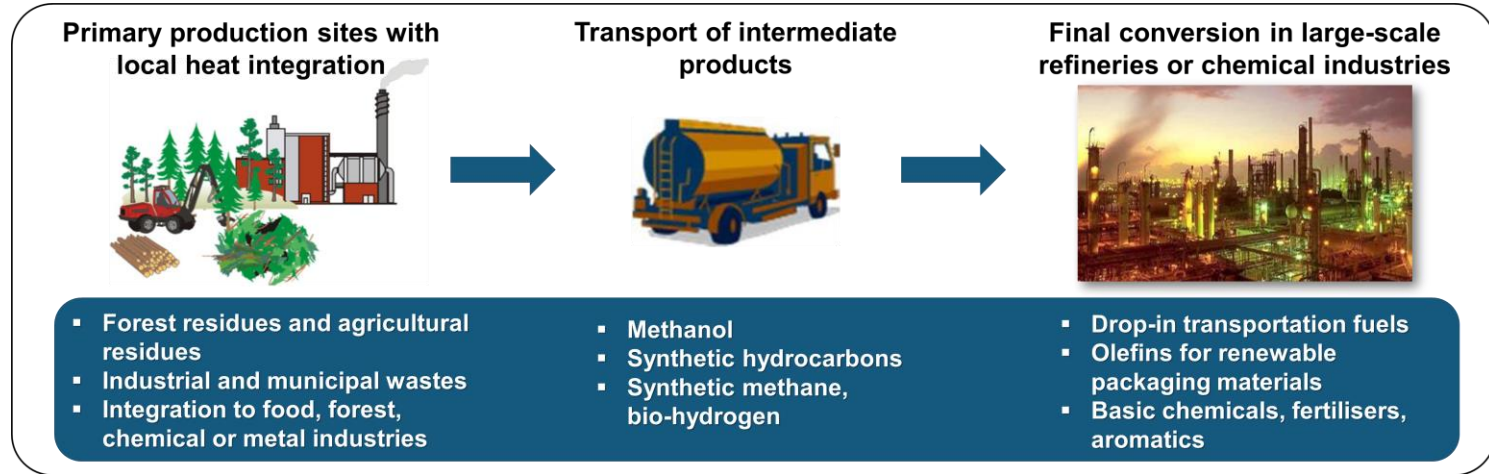 Primary production sites with
local heat integration
Transport of intermediate
products
Final conversion in large-scale
refineries or chemical industries
▪ Forest residues and agricultural
residues
▪ Industrial and municipal wastes
▪ Integration to food, forest,
chemical or metal industries
▪ Methanol
▪ Synthetic hydrocarbons
▪ Synthetic methane,
bio-hydrogen
▪ Drop-in transportation fuels
▪ Olefins for renewable
packaging materials
▪ Basic chemicals, fertilisers,
aromatics